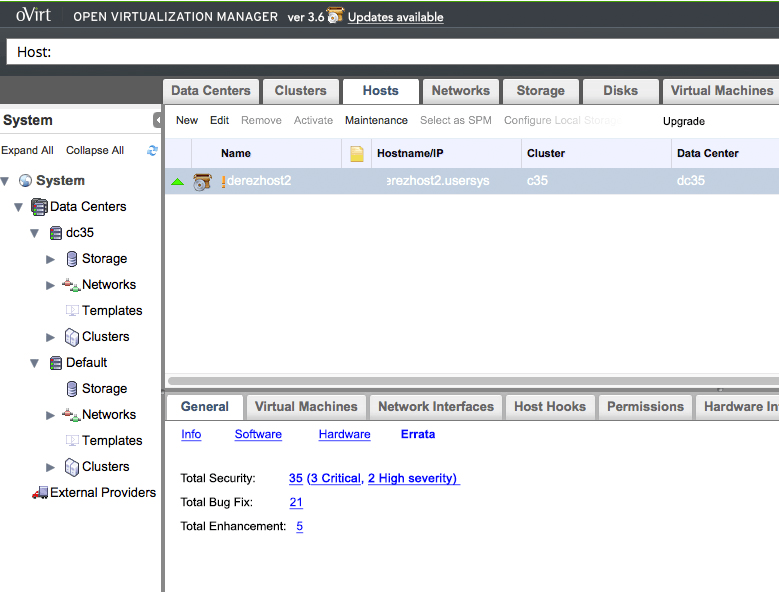 oVirt OPEN VIRTUALIZATION MANAGER ver 3.6 Updates available
Host:
Data Centers Clusters Hosts Networks Storage Disks Virtual Machines
System
New Edit Remove Activate Maintenance Select as SPM Configure Local Storage Upgrade
Expand All Collapse All
Name Hostname/IP Cluster Data Center
derezhost2 erezhost2.usersys c35 dc35
System
Data Centers
dc35
Storage
Networks
Templates
Clusters
Default
Storage
Networks
Templates
Clusters
External Providers
General Virtual Machines Network Interfaces Host Hooks Permissions Hardware In
Info Software Hardware Errata
Total Security: 35 (3 Critical, 2 High severity)
Total Bug Fix: 21
Total Enhancement: 5